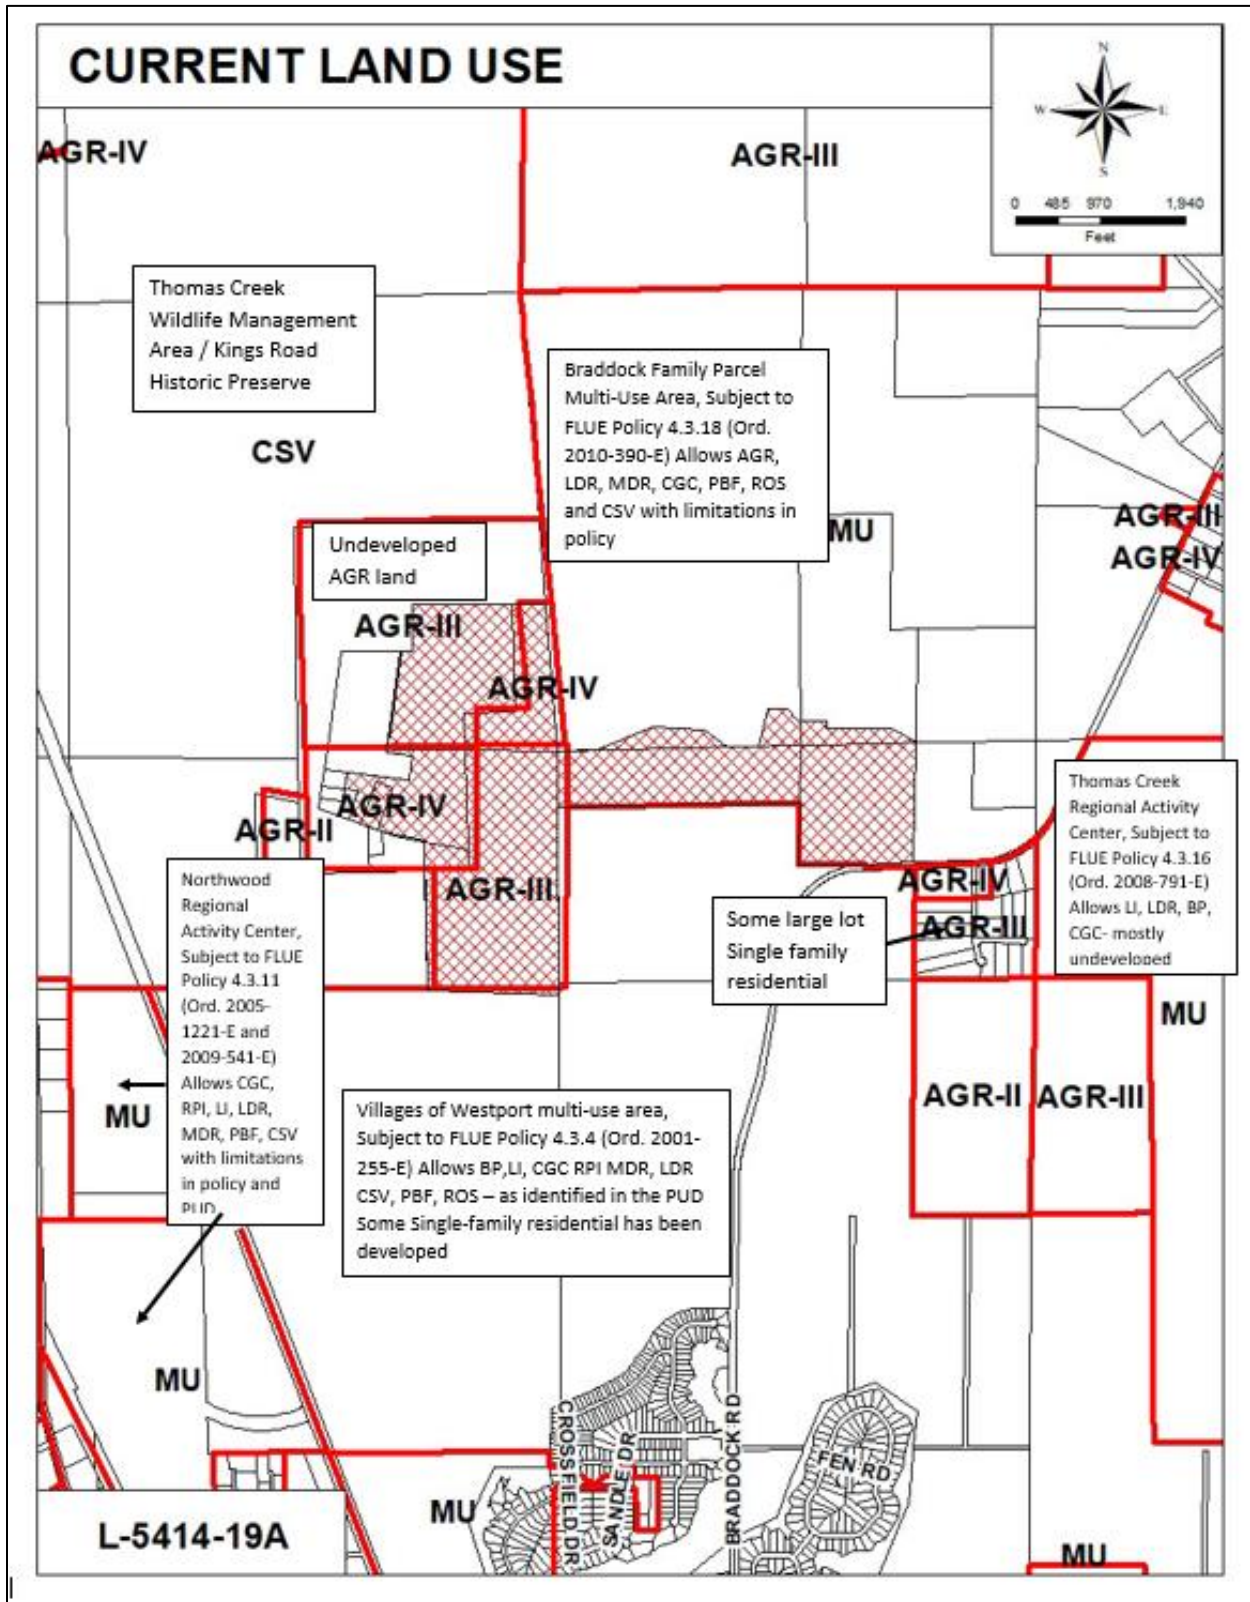 CURRENT LAND USE
N
W
E
S
0 485 970 1,940
Feet
AGR-IV
AGR-III
Thomas Creek
Wildlife Management
Area / Kings Road
Historic Preserve
CSV
Braddock Family Parcel
Multi-Use Area, Subject to
FLUE Policy 4.3.18 (Ord.
2010-390-E) Allows AGR,
LDR, MDR, CGC, PBF, ROS
and CSV with limitations in
policy
MU
AGR-III
AGR-IV
Undeveloped
AGR land
AGR-III
AGR-IV
AGR-IV
AGR-II
AGR-III
Thomas Creek
Regional Activity
Center, Subject to
FLUE Policy 4.3.16
(Ord. 2008-791-E)
Allows LI, LDR, BP,
CGC- mostly
undeveloped
AGR-IV
AGR-III
Some large lot
Single family
residential
Northwood
Regional
Activity Center,
Subject to FLUE
Policy 4.3.11
(Ord. 2005-
1221-E and
2009-541-E)
Allows CGC,
RPI, LI, LDR,
MDR, PBF, CSV
with limitations
in policy and
PUD
MU
MU
AGR-II
AGR-III
Villages of Westport multi-use area,
Subject to FLUE Policy 4.3.4 (Ord. 2001-
255-E) Allows BP,LI, CGC RPI MDR, LDR
CSV, PBF, ROS – as identified in the PUD
Some Single-family residential has been
developed
MU
CROSSFIELD DR
SANDLE DR
BRADDOCK RD
FEN RD
MU
MU
L-5414-19A